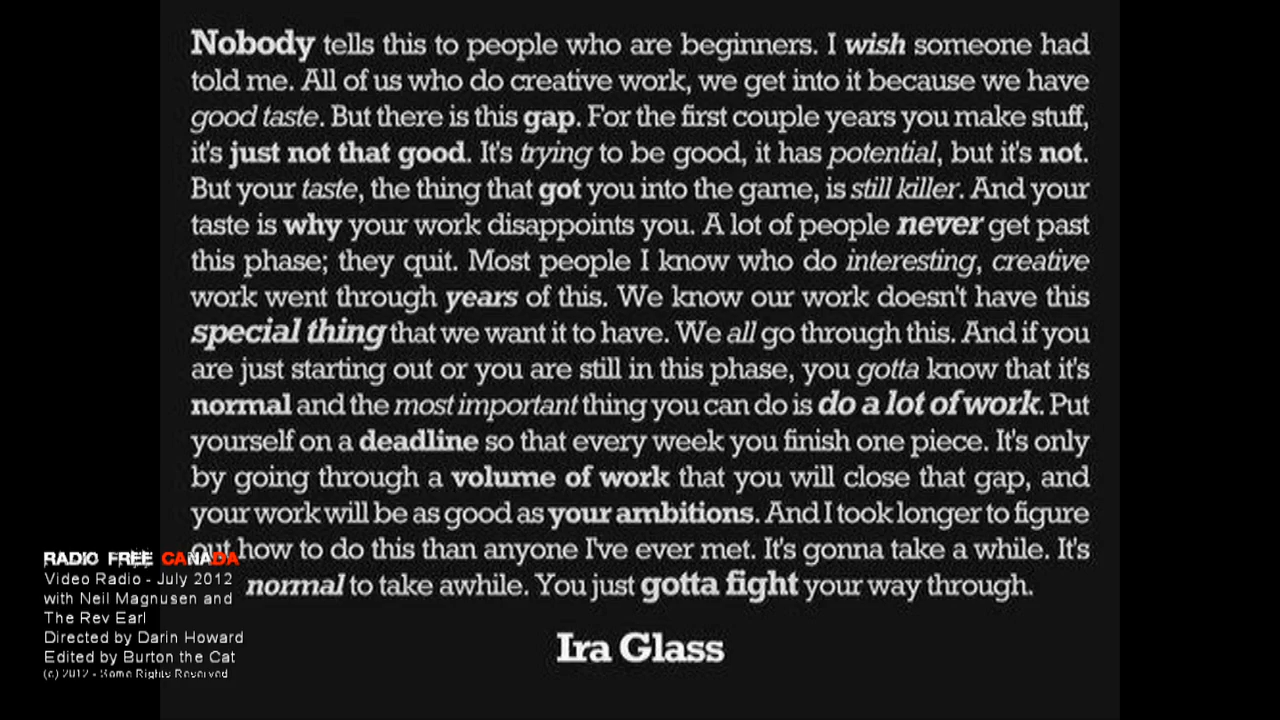 Nobody tells this to people who are beginners. I wish someone had
told me. All of us who do creative work, we get into it because we have
good taste. But there is this gap. For the first couple years you make stuff,
it's just not that good. It's trying to be good, it has potential, but it's not.
But your taste, the thing that got you into the game, is still killer. And your
taste is why your work disappoints you. A lot of people never get past
this phase; they quit. Most people I know who do interesting, creative
work went through years of this. We know our work doesn't have this
special thing that we want it to have. We all go through this. And if you
are just starting out or you are still in this phase, you gotta know that it's
normal and the most important thing you can do is do a lot of work. Put
yourself on a deadline so that every week you finish one piece. It's only
by going through a volume of work that you will close that gap, and
your work will be as good as your ambitions. And I took longer to figure
out how to do this than anyone I've ever met. It's gonna take a while. It's
normal to take awhile. You just gotta fight your way through.
Ira Glass
RADIO FREE CANADA
Video Radio - July 2012
with Neil Magnusen and
The Rev Earl
Directed by Darin Howard
Edited by Burton the Cat
(c) 2012 - Some Rights Reserved